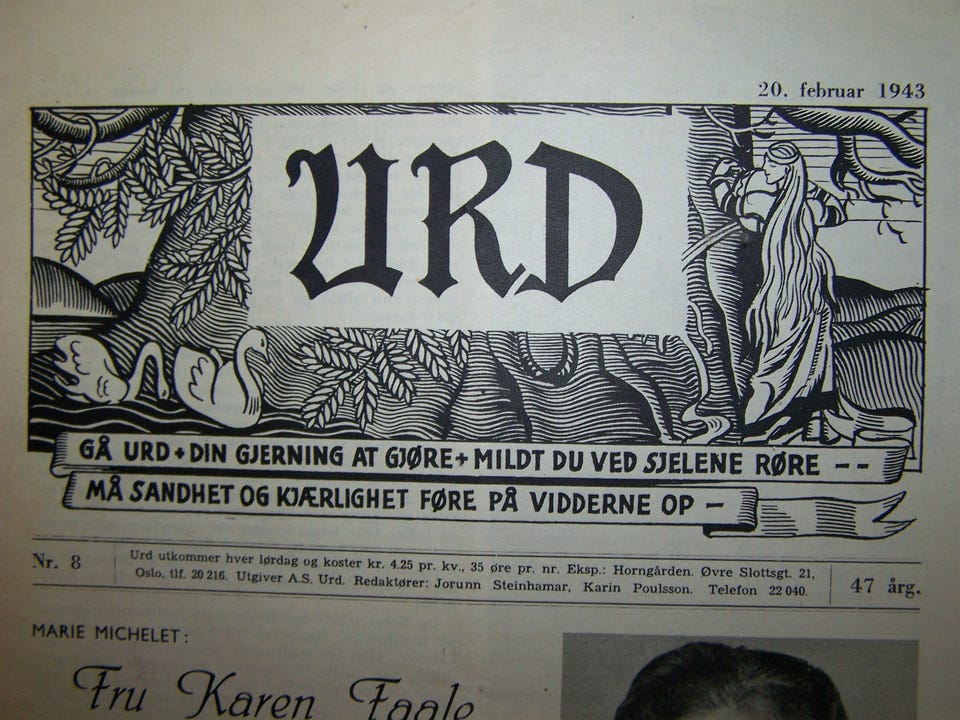 20. februar 1943
URD
GÅ URD + DIN GJERNING AT GJØRE + MILDT DU VED SJELENE RØRE --
MÅ SANDHET OG KJÆRLIGHET FØRE PÅ VIDDERNE OP -
Nr. 8
Urd utkommer hver lørdag og koster kr. 4.25 pr. kv., 35 øre pr. nr. Eksp.: Horngården. Øvre Slottsgt. 21,
Oslo, tlf. 20 216. Utgiver A.S. Urd. Redaktører: Jorunn Steinhamar, Karin Poulsson. Telefon 22 040.
47 årg.
MARIE MICHELET:
Fru Karen Faale